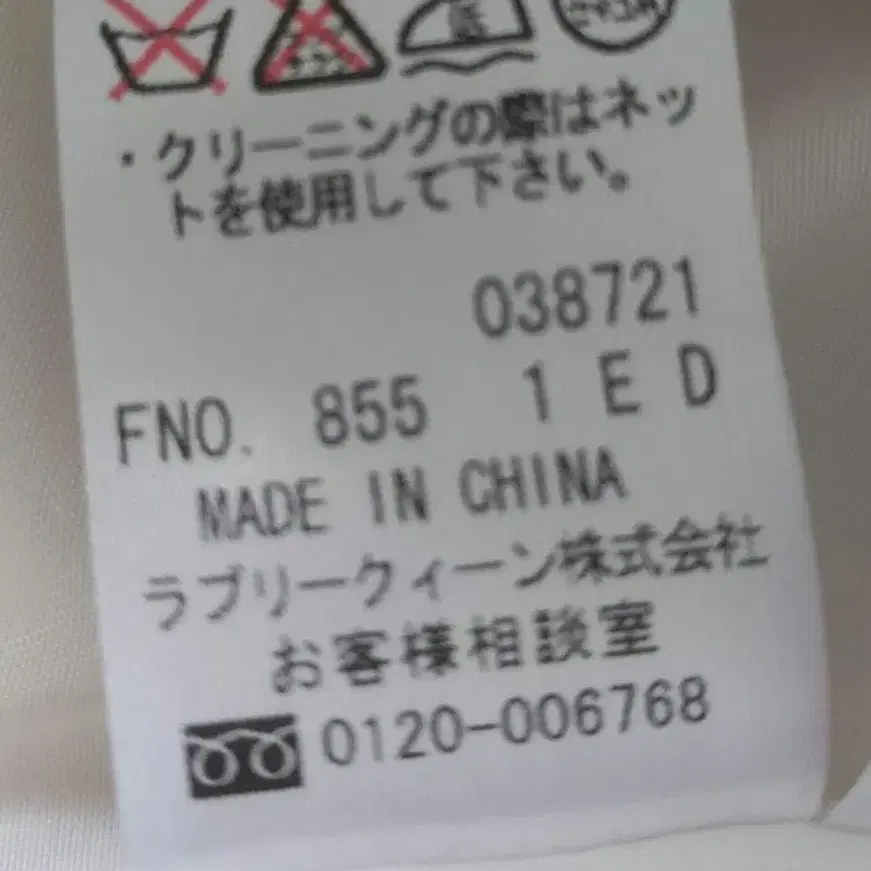 低
・クリーニングの際はネッ
トを使用して下さい。
038721
FNO. 855 1 E D
MADE IN CHINA
ラブリークィーン株式会社
お客様相談室
0120-006768